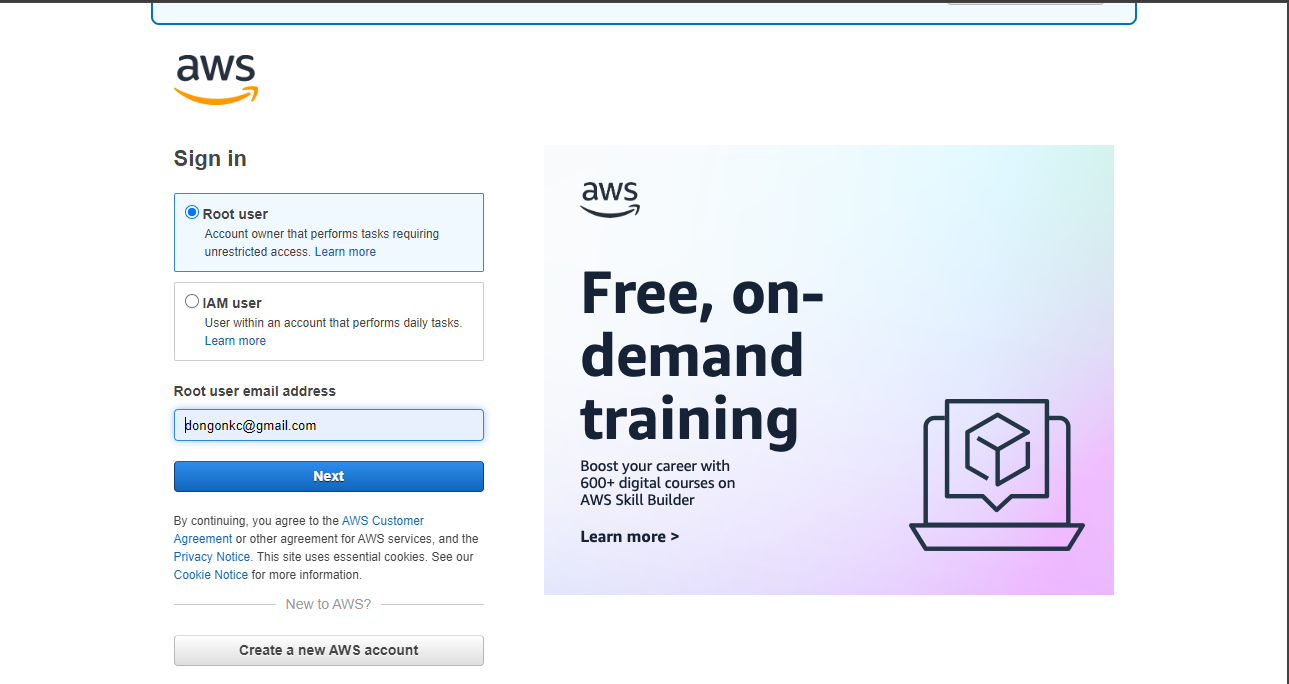 aws
Sign in
Root user
Account owner that performs tasks requiring
unrestricted access. Learn more
IAM user
User within an account that performs daily tasks.
Learn more
Root user email address
dongonkc@gmail.com
Next
By continuing, you agree to the AWS Customer
Agreement or other agreement for AWS services, and the
Privacy Notice. This site uses essential cookies. See our
Cookie Notice for more information.
New to AWS?
Create a new AWS account
aws
Free, on-
demand
training
Boost your career with
600+ digital courses on
AWS Skill Builder
Learn more >